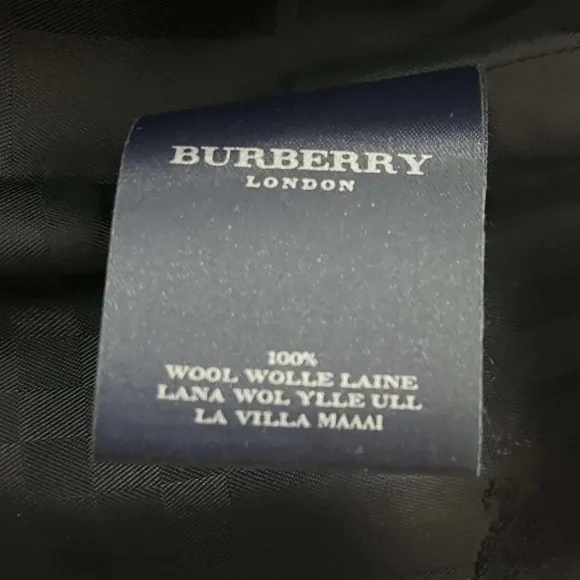 BURBERRY
LONDON
100%
WOOL WOLLE LAINE
LANA WOL YLLE ULL
LA VILLA MAAAI